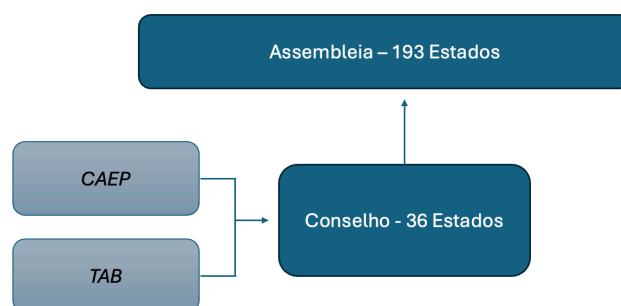 Assembleia – 193 Estados
CAEP
Conselho - 36 Estados
TAB